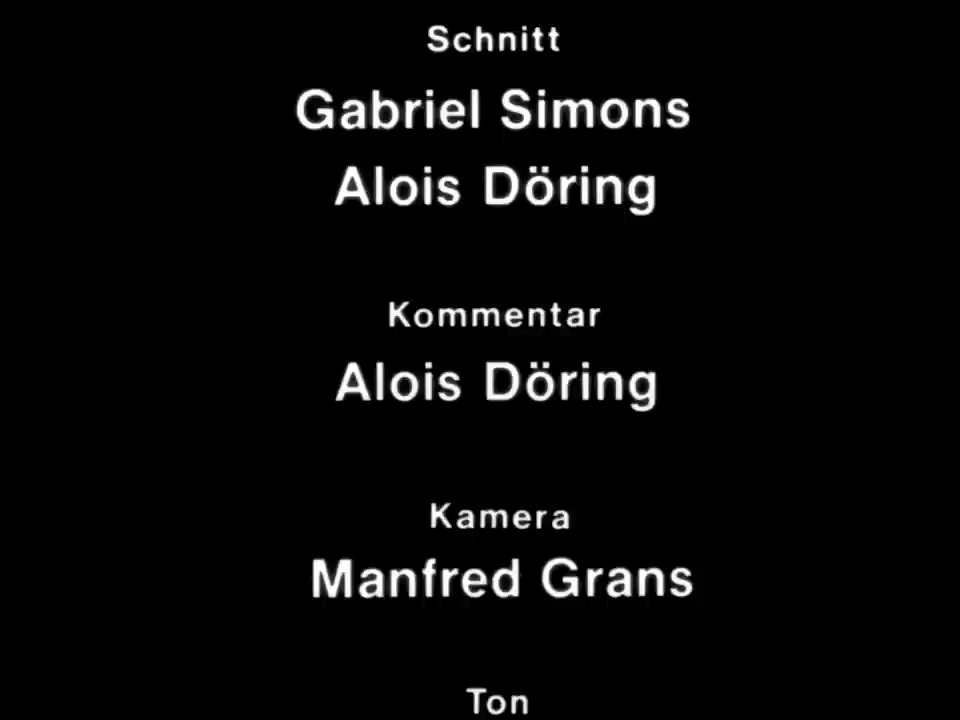 Schnitt
Gabriel Simons
Alois Döring
Kommentar
Alois Döring
Kamera
Manfred Grans
Ton